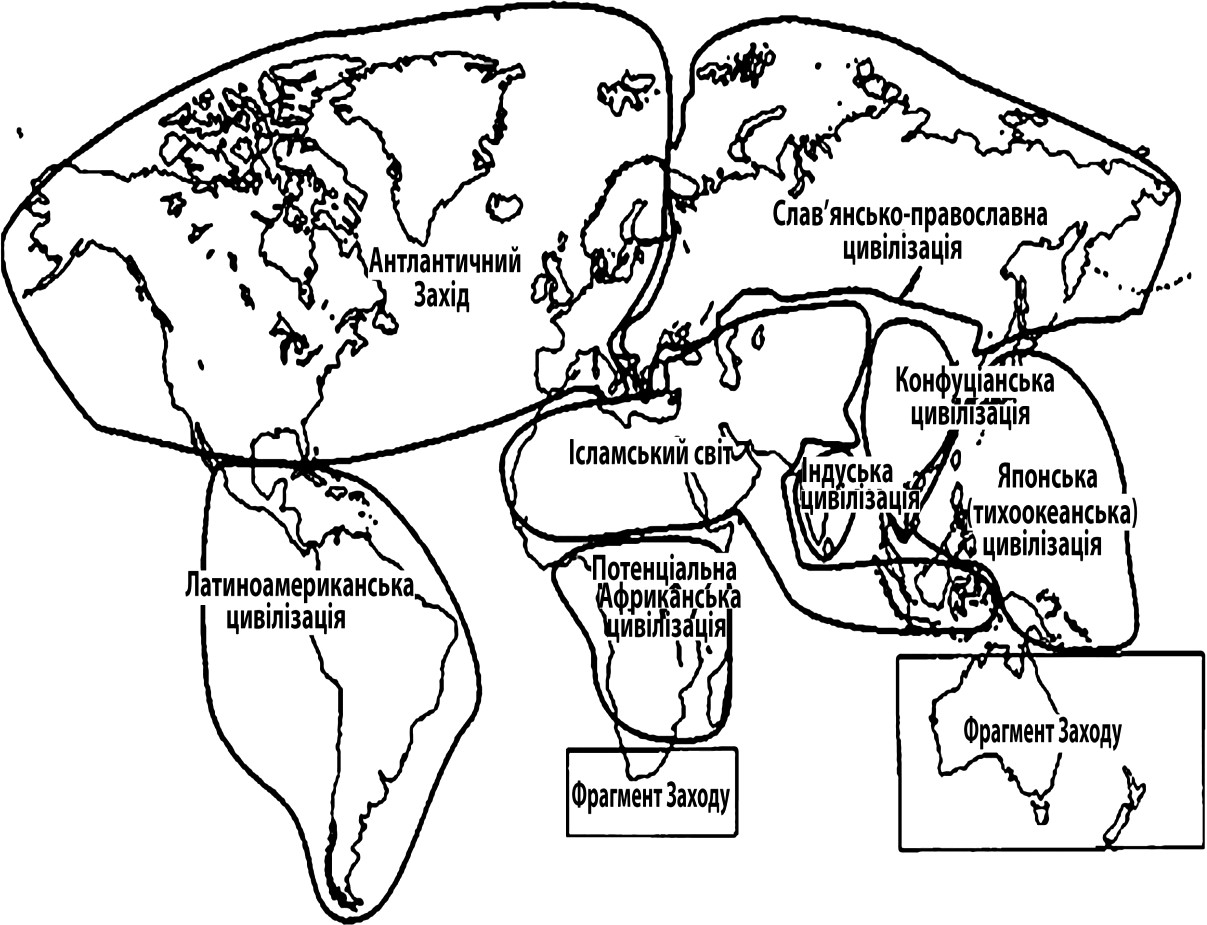 Антлантичний
Захід
Слав’янсько-православна
цивілізація
Конфуціанська
цивілізація
Ісламський світ
Індуська
цивілізація
Японська
(тихоокеанська)
цивілізація
Латиноамериканська
цивілізація
Потенціальна
Африканська
цивілізація
Фрагмент Заходу
Фрагмент Заходу